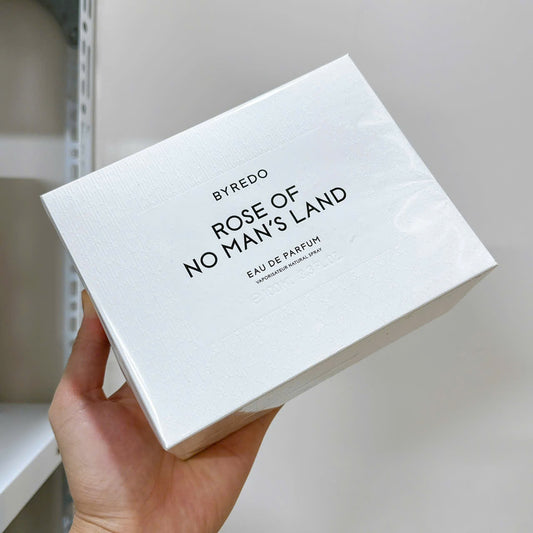 BYREDO
ROSE OF
NO MAN'S LAND
EAU DE PARFUM
VAPORISATEUR NATURAL SPRAY